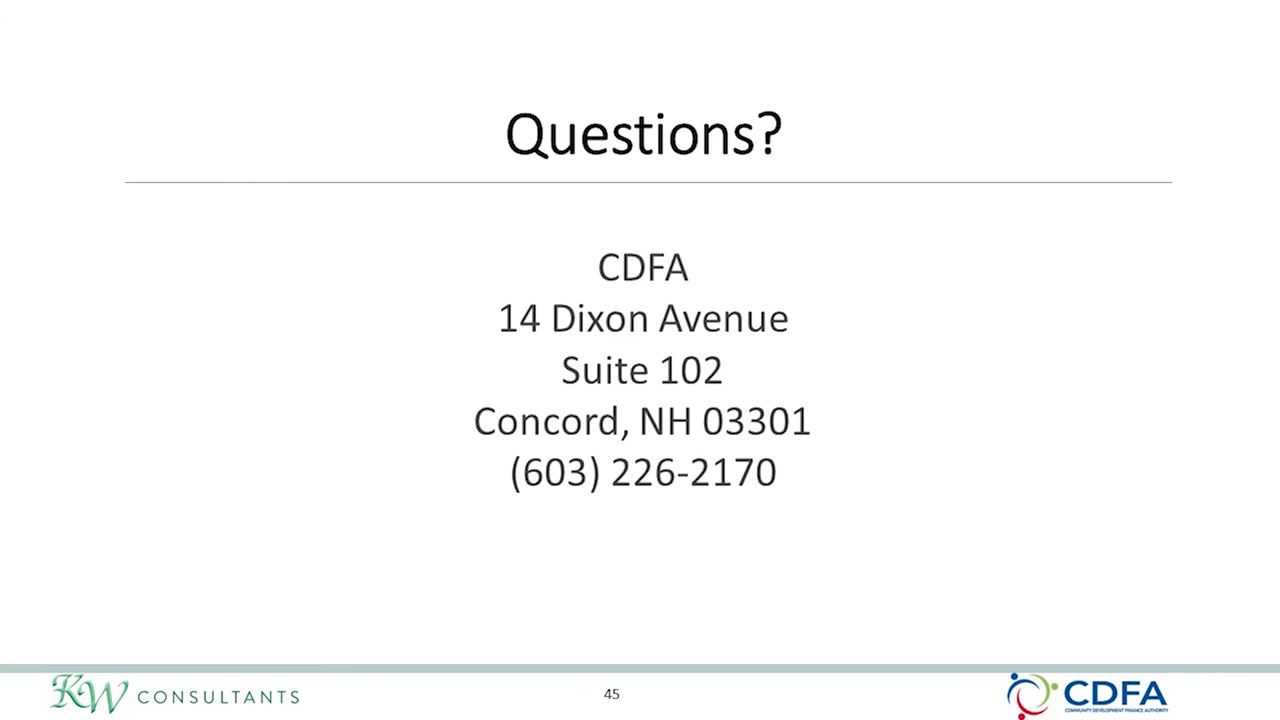 Questions?
CDFA
14 Dixon Avenue
Suite 102
Concord, NH 03301
(603) 226-2170
KW CONSULTANTS
45
CDFA
COMMUNITY DEVELOPMENT FINANCE AUTHORITY